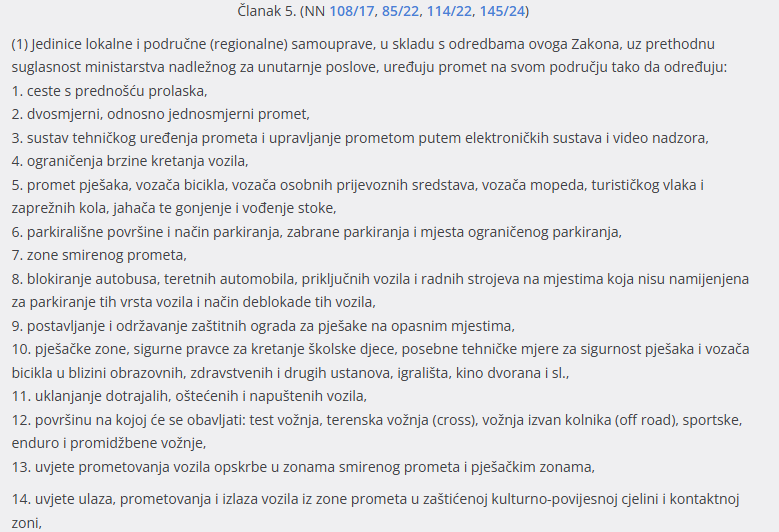 Članak 5. (NN 108/17, 85/22, 114/22, 145/24)
(1) Jedinice lokalne i područne (regionalne) samouprave, u skladu s odredbama ovoga Zakona, uz prethodnu
suglasnost ministarstva nadležnog za unutarnje poslove, uređuju promet na svom području tako da određuju:
1. ceste s prednošću prolaska,
2. dvosmjerni, odnosno jednosmjerni promet,
3. sustav tehničkog uređenja prometa i upravljanje prometom putem elektroničkih sustava i video nadzora,
4. ograničenja brzine kretanja vozila,
5. promet pješaka, vozača bicikla, vozača osobnih prijevoznih sredstava, vozača mopeda, turističkog vlaka i
zaprežnih kola, jahača te gonjenje i vođenje stoke,
6. parkirališne površine i način parkiranja, zabrane parkiranja i mjesta ograničenog parkiranja,
7. zone smirenog prometa,
8. blokiranje autobusa, teretnih automobila, priključnih vozila i radnih strojeva na mjestima koja nisu namijenjena
za parkiranje tih vrsta vozila i način deblokade tih vozila,
9. postavljanje i održavanje zaštitnih ograda za pješake na opasnim mjestima,
10. pješačke zone, sigurne pravce za kretanje školske djece, posebne tehničke mjere za sigurnost pješaka i vozača
bicikla u blizini obrazovnih, zdravstvenih i drugih ustanova, igrališta, kino dvorana i sl.,
11. uklanjanje dotrajalih, oštećenih i napuštenih vozila,
12. površinu na kojoj će se obavljati: test vožnja, terenska vožnja (cross), vožnja izvan kolnika (off road), sportske,
enduro i promidžbene vožnje,
13. uvjete prometovanja vozila opskrbe u zonama smirenog prometa i pješačkim zonama,
14. uvjete ulaza, prometovanja i izlaza vozila iz zone prometa u zaštićenoj kulturno-povijesnoj cjelini i kontaktnoj
zoni,